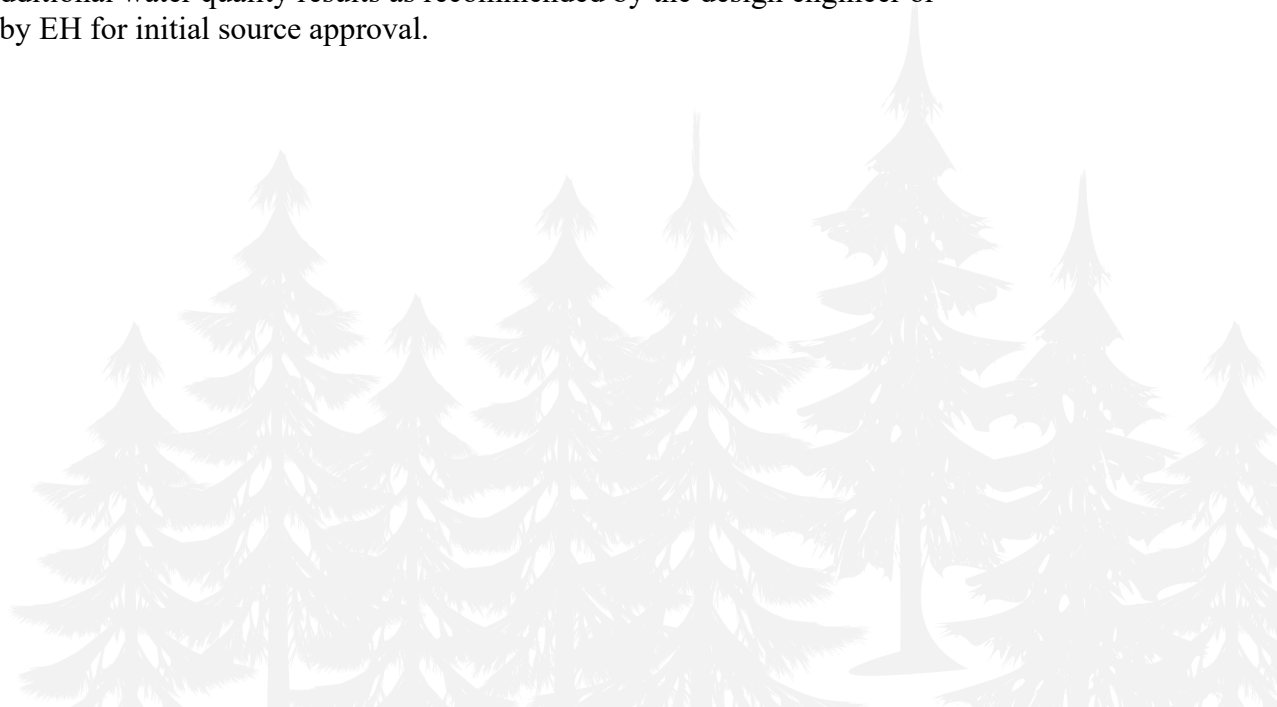 additional water quality results as recommended by the design engineer or
by EH for initial source approval.